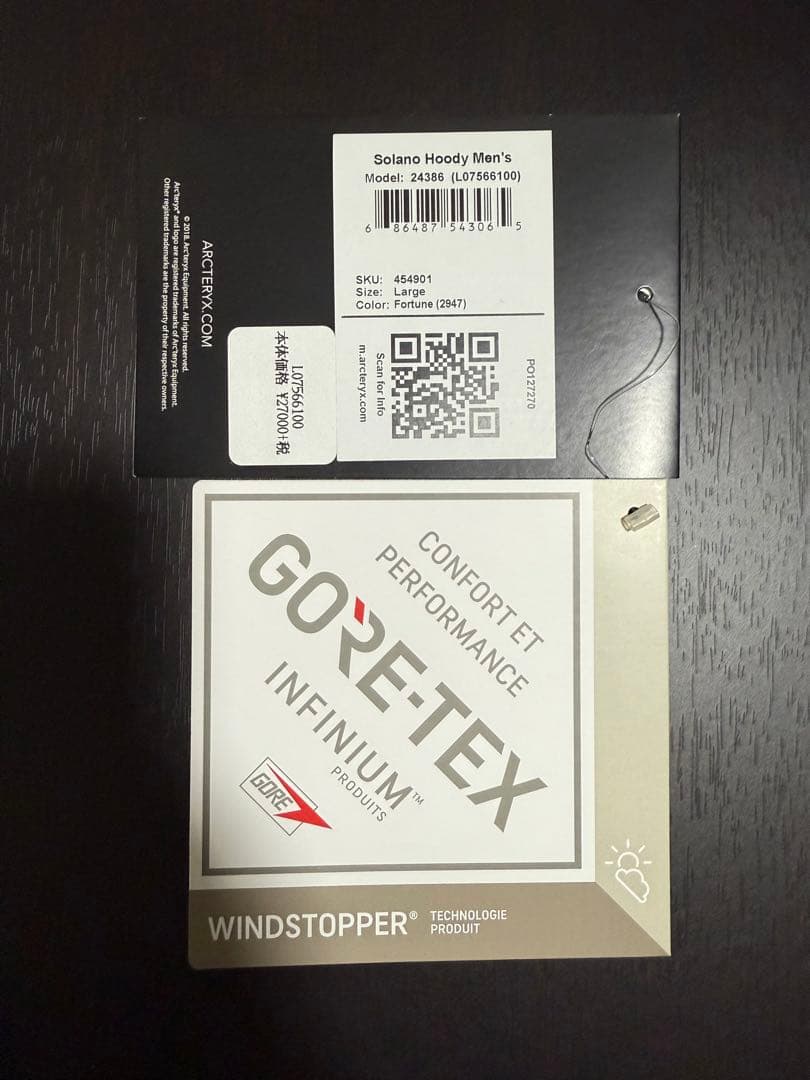 Solano Hoody Men's
Model: 24386 (L07566100)
6 86487 54306 5
SKU: 454901
Size: Large
Color: Fortune (2947)
Scan for Info
m.arcteryx.com
PO127270
L07566100
本体価格 ¥27000+税
ARCTERYX.COM
© 2018, Arc'teryx Equipment. All rights reserved.
Arc'teryx® and logo are registered trademarks of Arc'teryx Equipment.
Other registered trademarks are the property of their respective owners.
CONFORT ET
PERFORMANCE
GORE-TEX
INFINIUM™
PRODUITS
GORE
WINDSTOPPER®
TECHNOLOGIE
PRODUIT